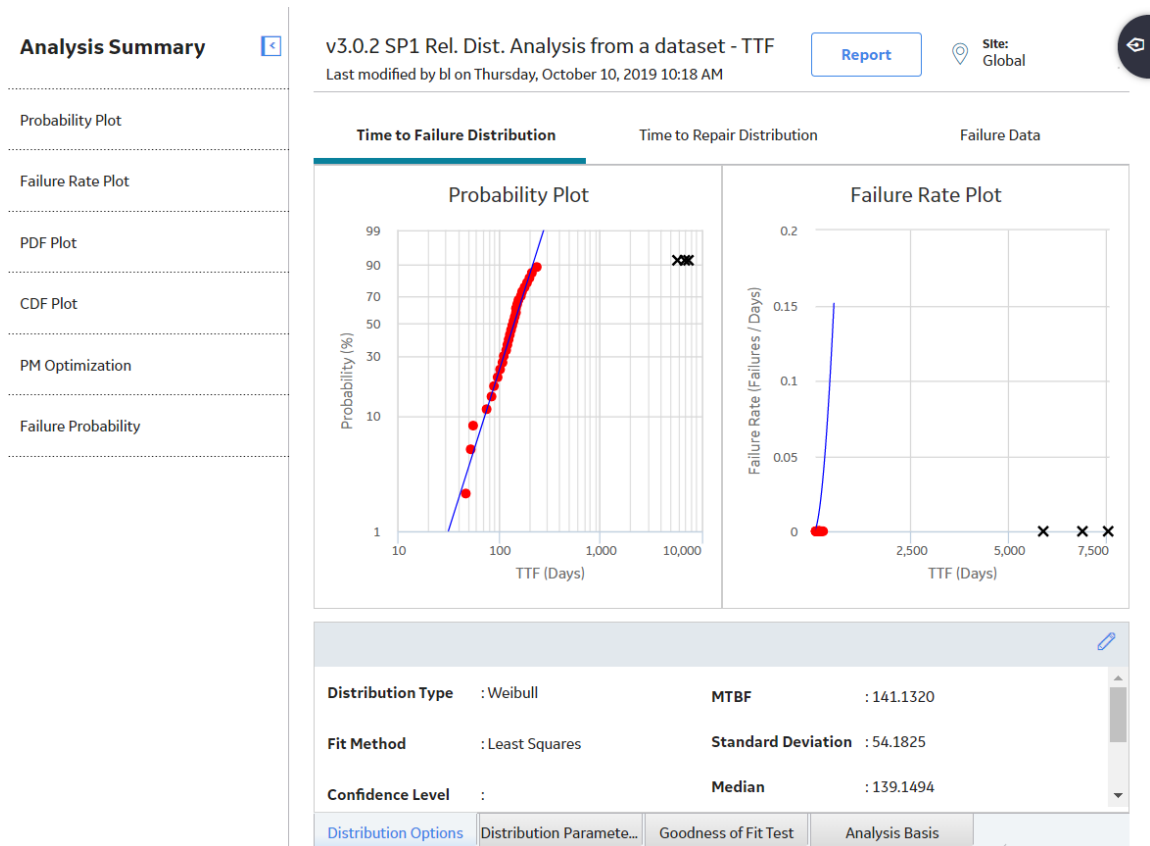 Analysis Summary
Probability Plot
Failure Rate Plot
PDF Plot
CDF Plot
PM Optimization
Failure Probability
v3.0.2 SP1 Rel. Dist. Analysis from a dataset - TTF
Last modified by bl on Thursday, October 10, 2019 10:18 AM
Report
Site:
Global
Time to Failure Distribution
Time to Repair Distribution
Failure Data
Probability Plot
99
90
70
50
30
10
1
Probability (%)
10
100
1,000
10,000
TTF (Days)
Failure Rate Plot
0.2
0.15
0.1
0.05
0
Failure Rate (Failures / Days)
2,500
5,000
7,500
TTF (Days)
Distribution Type : Weibull
MTBF : 141.1320
Fit Method : Least Squares
Standard Deviation : 54.1825
Confidence Level :
Median : 139.1494
Distribution Options
Distribution Paramete...
Goodness of Fit Test
Analysis Basis